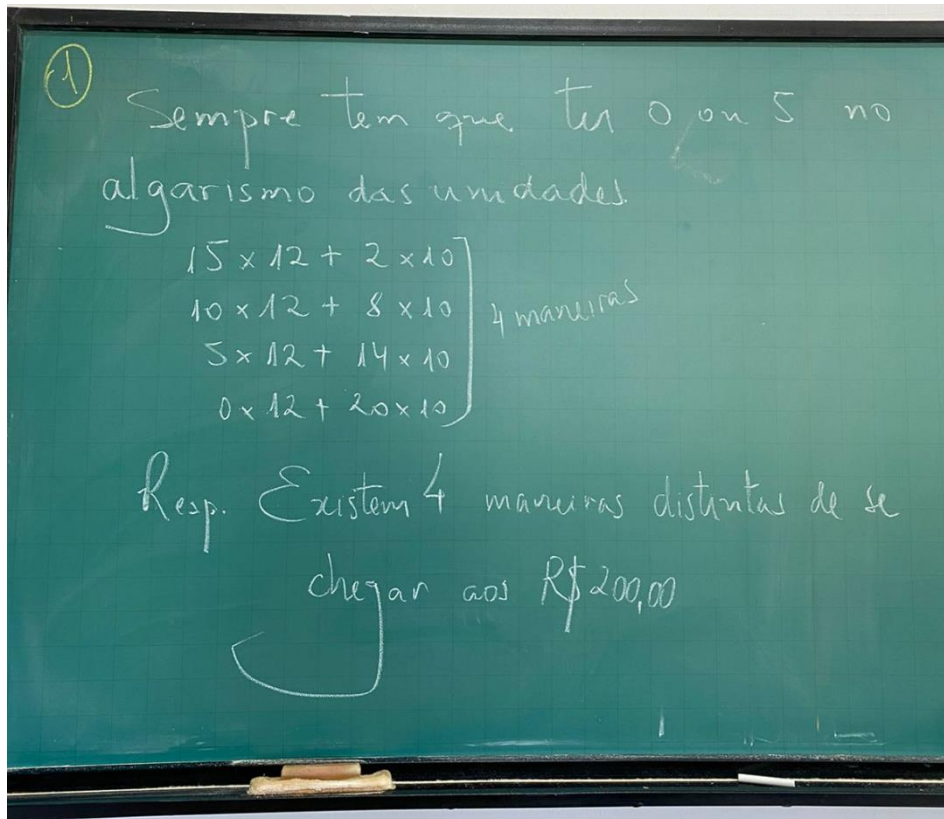 1
Sempre tem que ter 0 ou 5 no
algarismo das unidades.
15 × 12 + 2 × 10
10 × 12 + 8 × 10
4 maneiras
5 × 12 + 14 × 10
0 × 12 + 20 × 10
Resp. Existem 4 maneiras distintas de se
chegar aos R$ 200,00